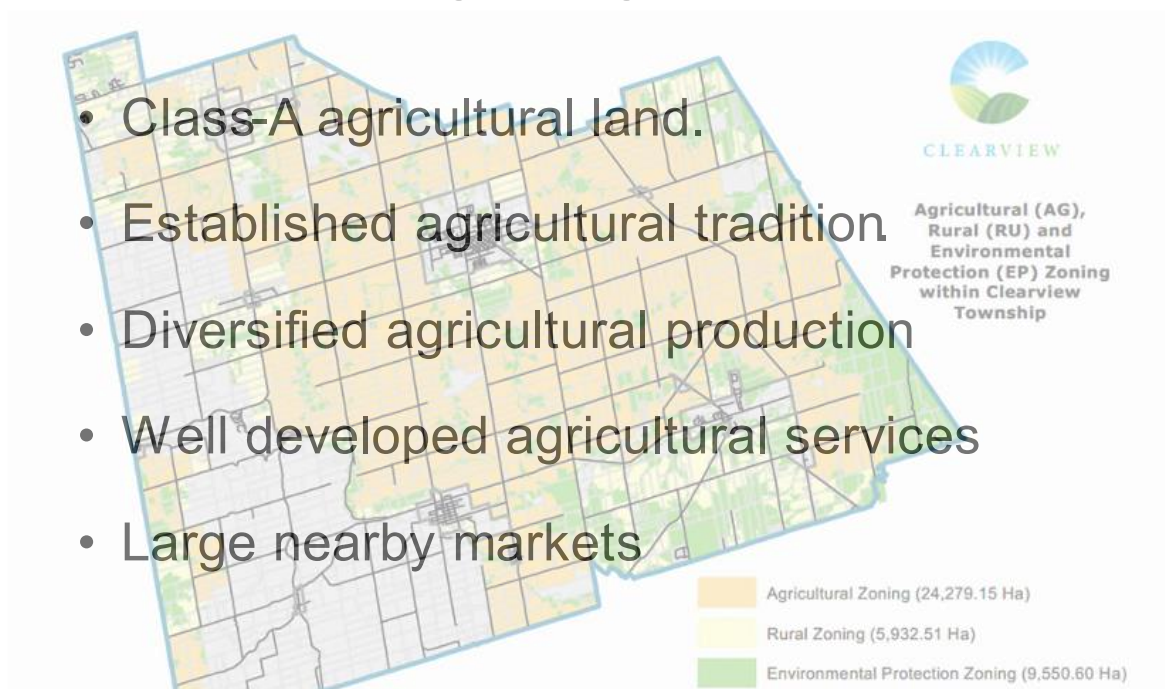 • Class-A agricultural land.
• Established agricultural tradition.
• Diversified agricultural production
• Well developed agricultural services
• Large nearby markets
CLEARVIEW
Agricultural (AG),
Rural (RU) and
Environmental
Protection (EP) Zoning
within Clearview
Township
Agricultural Zoning (24,279.15 Ha)
Rural Zoning (5,932.51 Ha)
Environmental Protection Zoning (9,550.60 Ha)